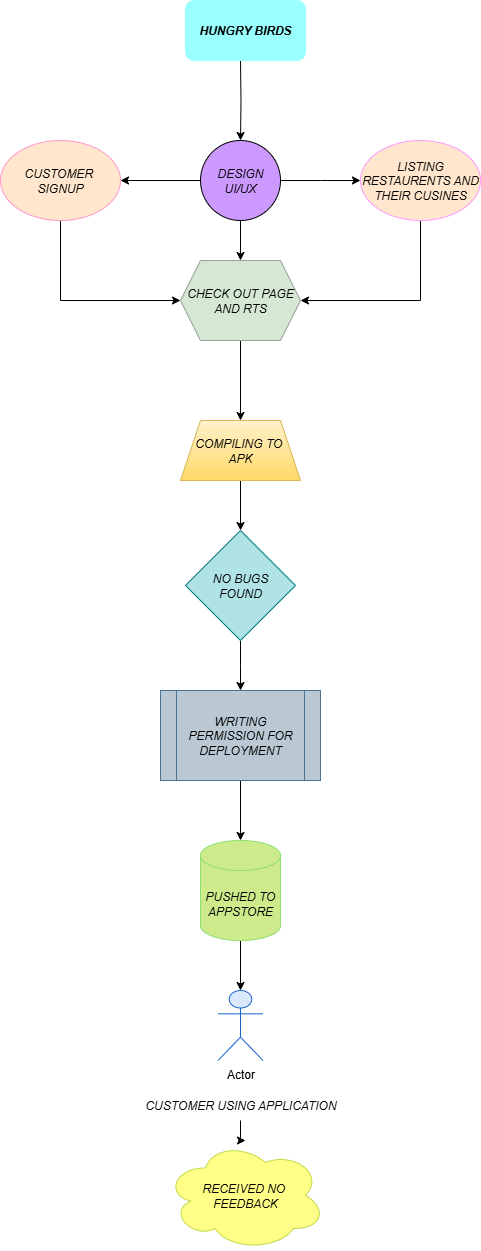 HUNGRY BIRDS
CUSTOMER
SIGNUP
DESIGN
UI/UX
LISTING
RESTAURENTS AND
THEIR CUSINES
CHECK OUT PAGE
AND RTS
COMPILING TO
APK
NO BUGS
FOUND
WRITING
PERMISSION FOR
DEPLOYMENT
PUSHED TO
APPSTORE
Actor
CUSTOMER USING APPLICATION
RECEIVED NO
FEEDBACK